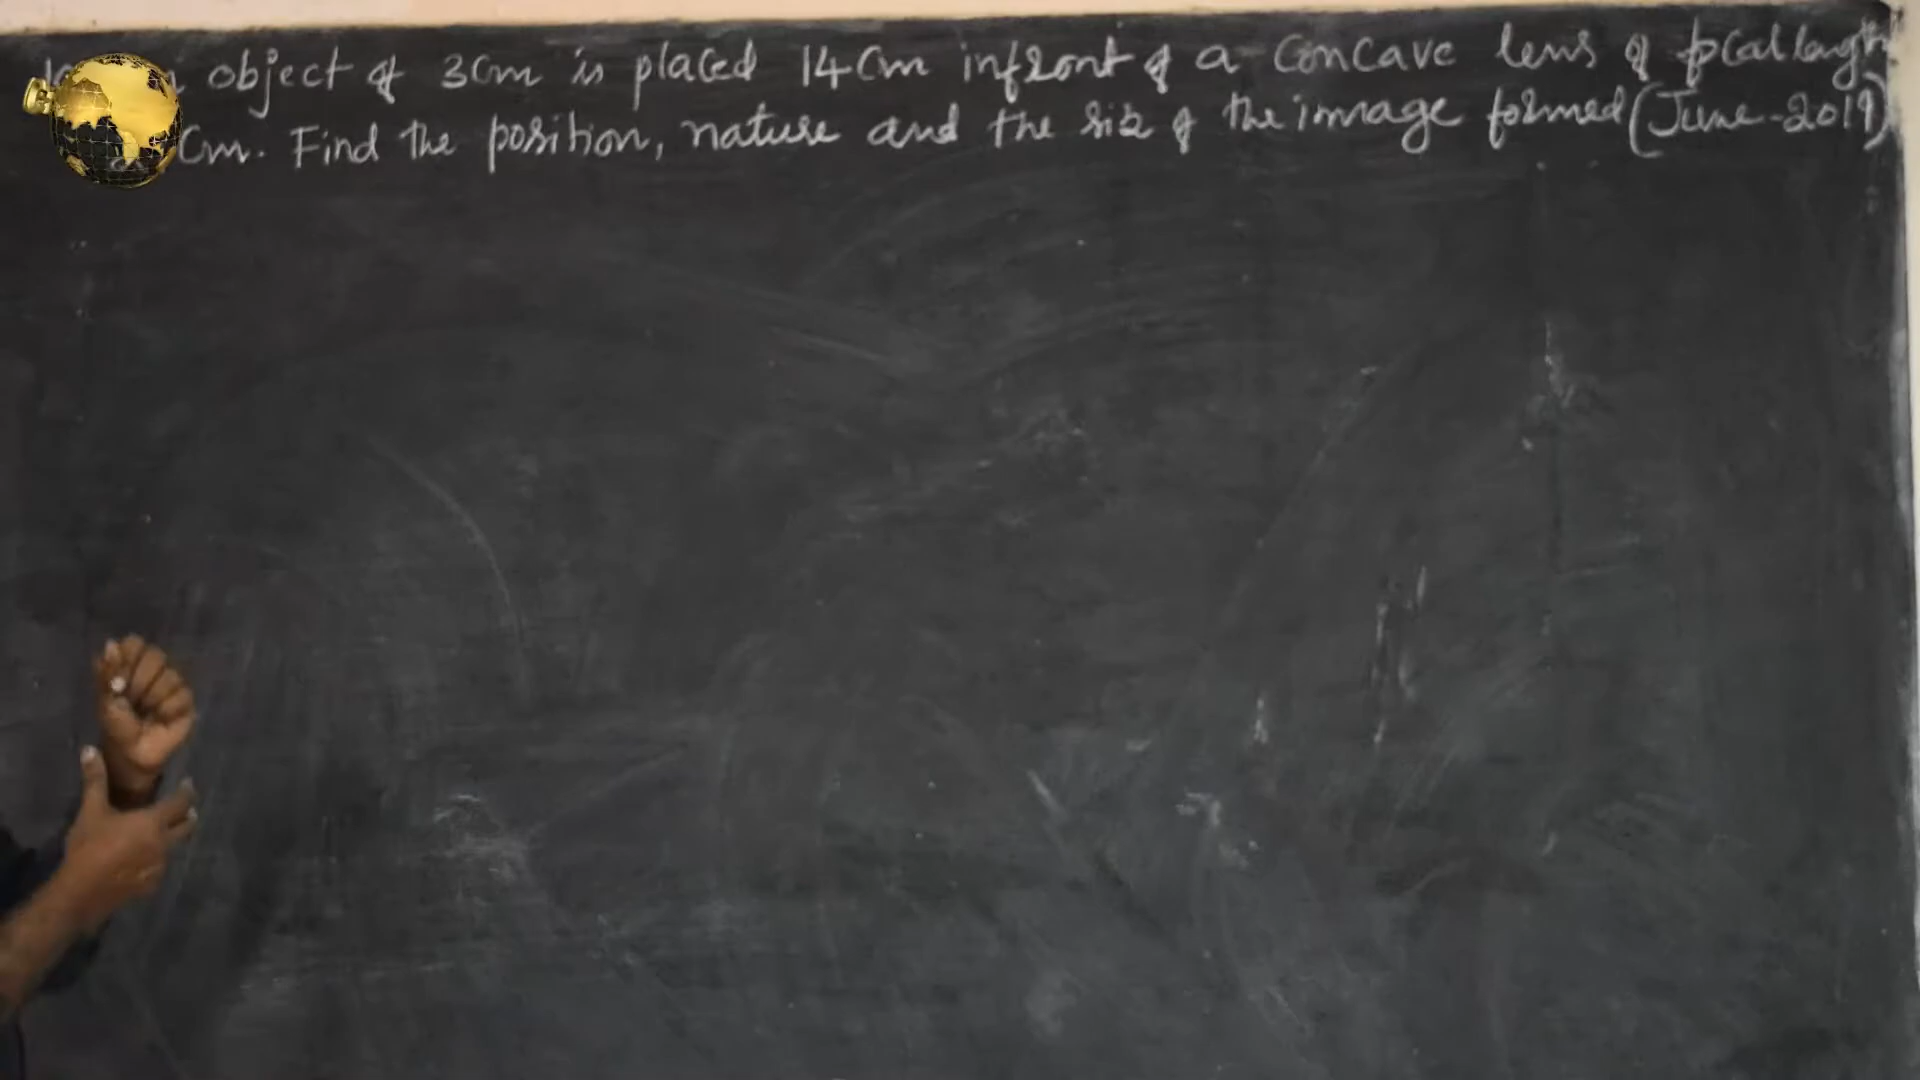 object of 3cm is placed 14cm infront of a concave lens of focal length
cm. Find the position, nature and the size of the image formed (June-2019)